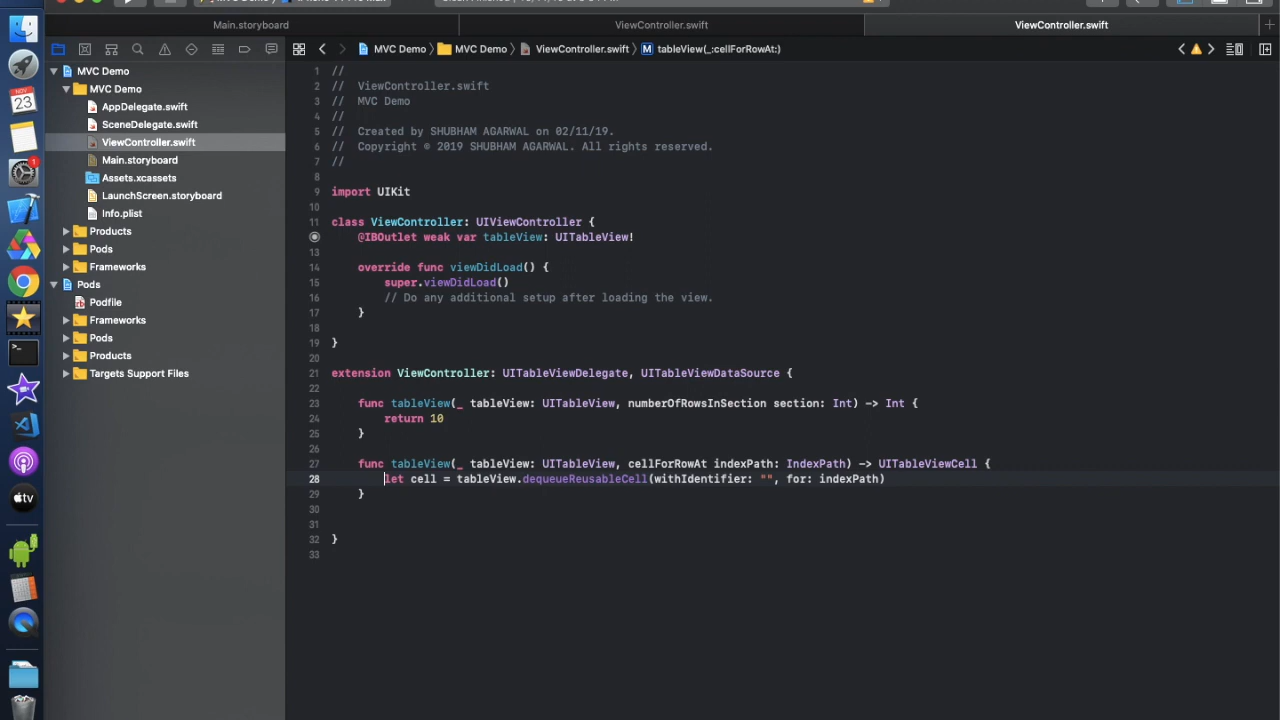 Main.storyboard
ViewController.swift
ViewController.swift
MVC Demo
MVC Demo
ViewController.swift
M
tableView(_:cellForRowAt:)
NOV
23
1
tv
MVC Demo
MVC Demo
AppDelegate.swift
SceneDelegate.swift
ViewController.swift
Main.storyboard
Assets.xcassets
LaunchScreen.storyboard
Info.plist
Products
Pods
Frameworks
Pods
Podfile
Frameworks
Pods
Products
Targets Support Files
1 //
2 //  ViewController.swift
3 //  MVC Demo
4 //
5 //  Created by SHUBHAM AGARWAL on 02/11/19.
6 //  Copyright © 2019 SHUBHAM AGARWAL. All rights reserved.
7 //
8
9 import UIKit
10
11 class ViewController: UIViewController {
@IBOutlet weak var tableView: UITableView!
13
14 override func viewDidLoad() {
15 super.viewDidLoad()
16 // Do any additional setup after loading the view.
17 }
18
19 }
20
21 extension ViewController: UITableViewDelegate, UITableViewDataSource {
22
23 func tableView(_ tableView: UITableView, numberOfRowsInSection section: Int) -> Int {
24 return 10
25 }
26
27 func tableView(_ tableView: UITableView, cellForRowAt indexPath: IndexPath) -> UITableViewCell {
28 let cell = tableView.dequeueReusableCell(withIdentifier: "", for: indexPath)
29 }
30
31
32 }
33